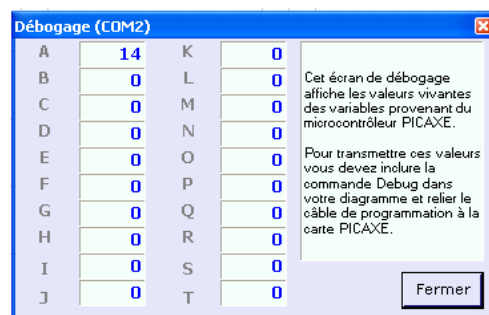 Débogage (COM2)
A 14 K 0
B 0 L 0
C 0 M 0
D 0 N 0
E 0 O 0
F 0 P 0
G 0 Q 0
H 0 R 0
I 0 S 0
J 0 T 0
Cet écran de débogage
affiche les valeurs vivantes
des variables provenant du
microcontrôleur PICAXE.
Pour transmettre ces valeurs
vous devez inclure la
commande Debug dans
votre diagramme et relier le
câble de programmation à la
carte PICAXE.
Fermer